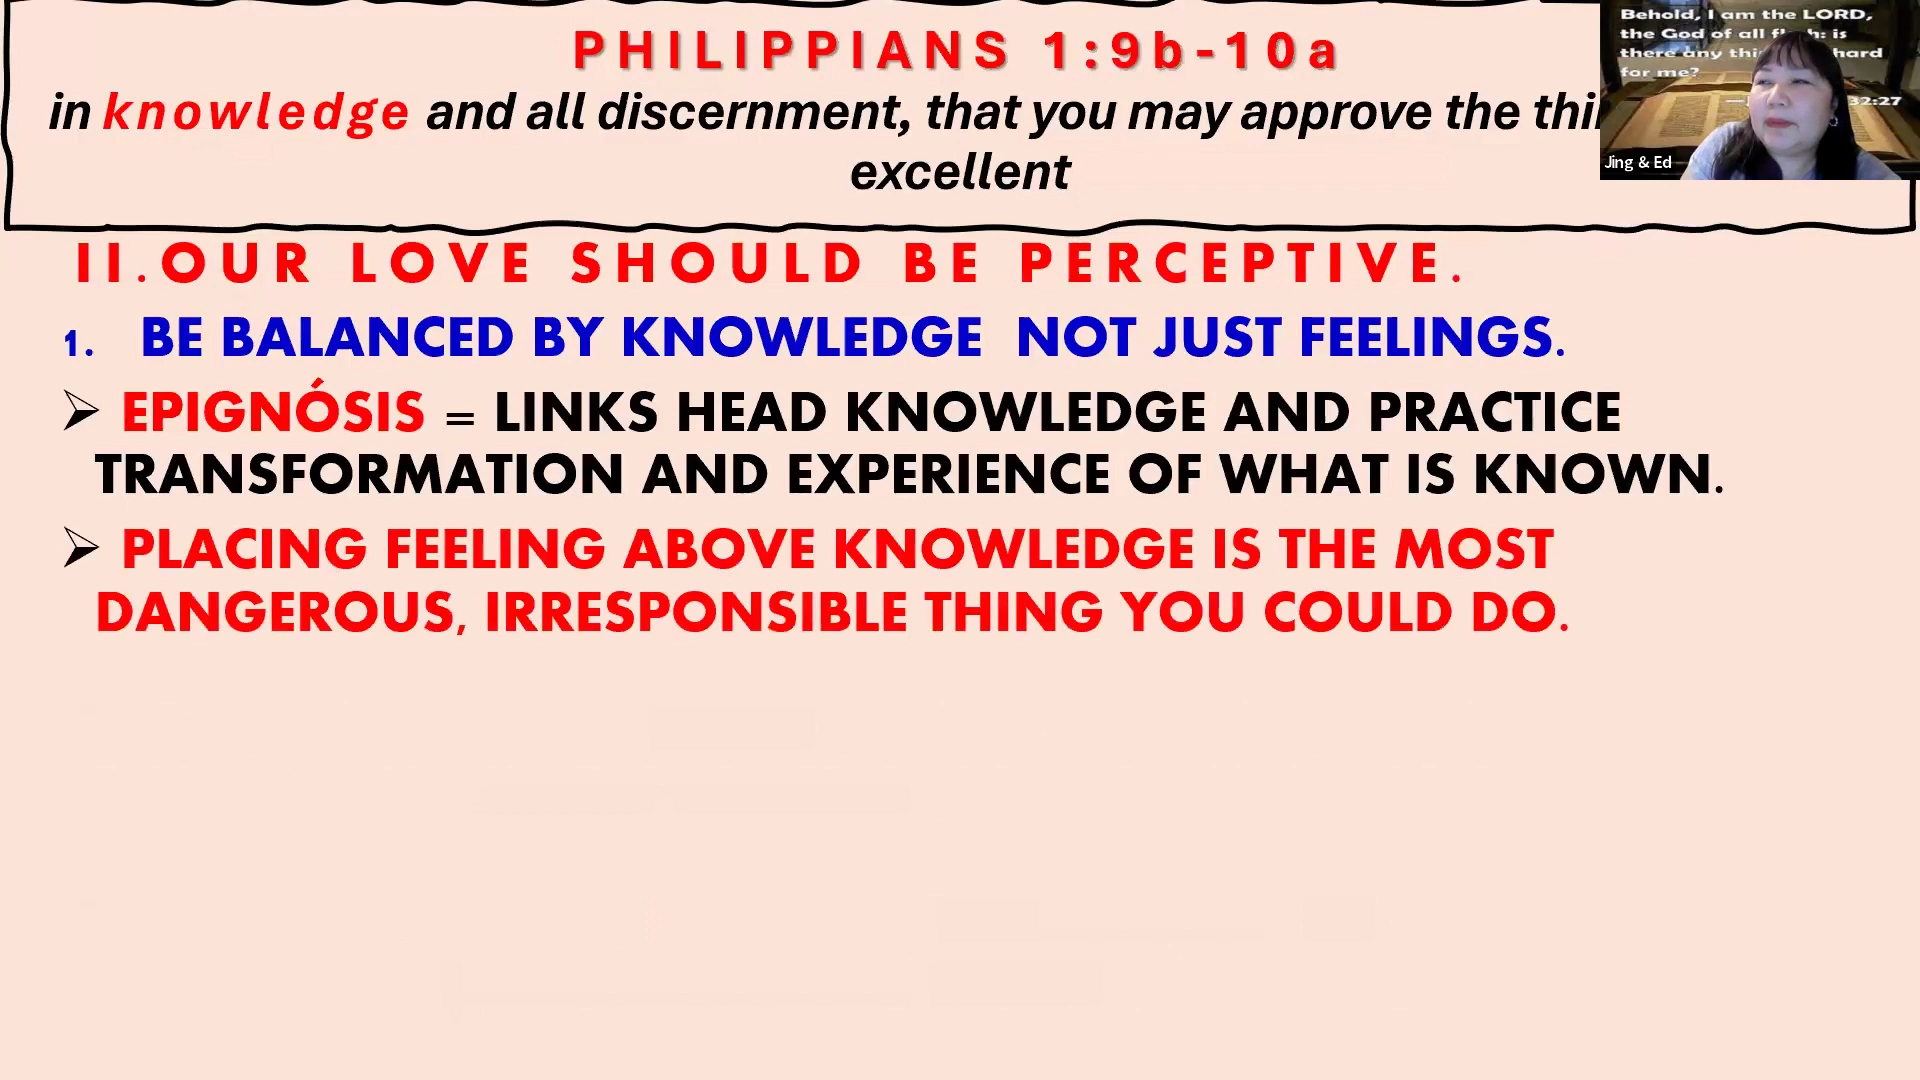 PHILIPPIANS 1:9b-10a
in knowledge and all discernment, that you may approve the
excellent
II.OUR LOVE SHOULD BE PERCEPTIVE.
1. BE BALANCED BY KNOWLEDGE NOT JUST FEELINGS.
➢ EPIGNÓSIS = LINKS HEAD KNOWLEDGE AND PRACTICE
TRANSFORMATION AND EXPERIENCE OF WHAT IS KNOWN.
➢ PLACING FEELING ABOVE KNOWLEDGE IS THE MOST
DANGEROUS, IRRESPONSIBLE THING YOU COULD DO.
Behold, I am the LORD,
the God of all is
there any hard
for me?
32:27
Jing & Ed